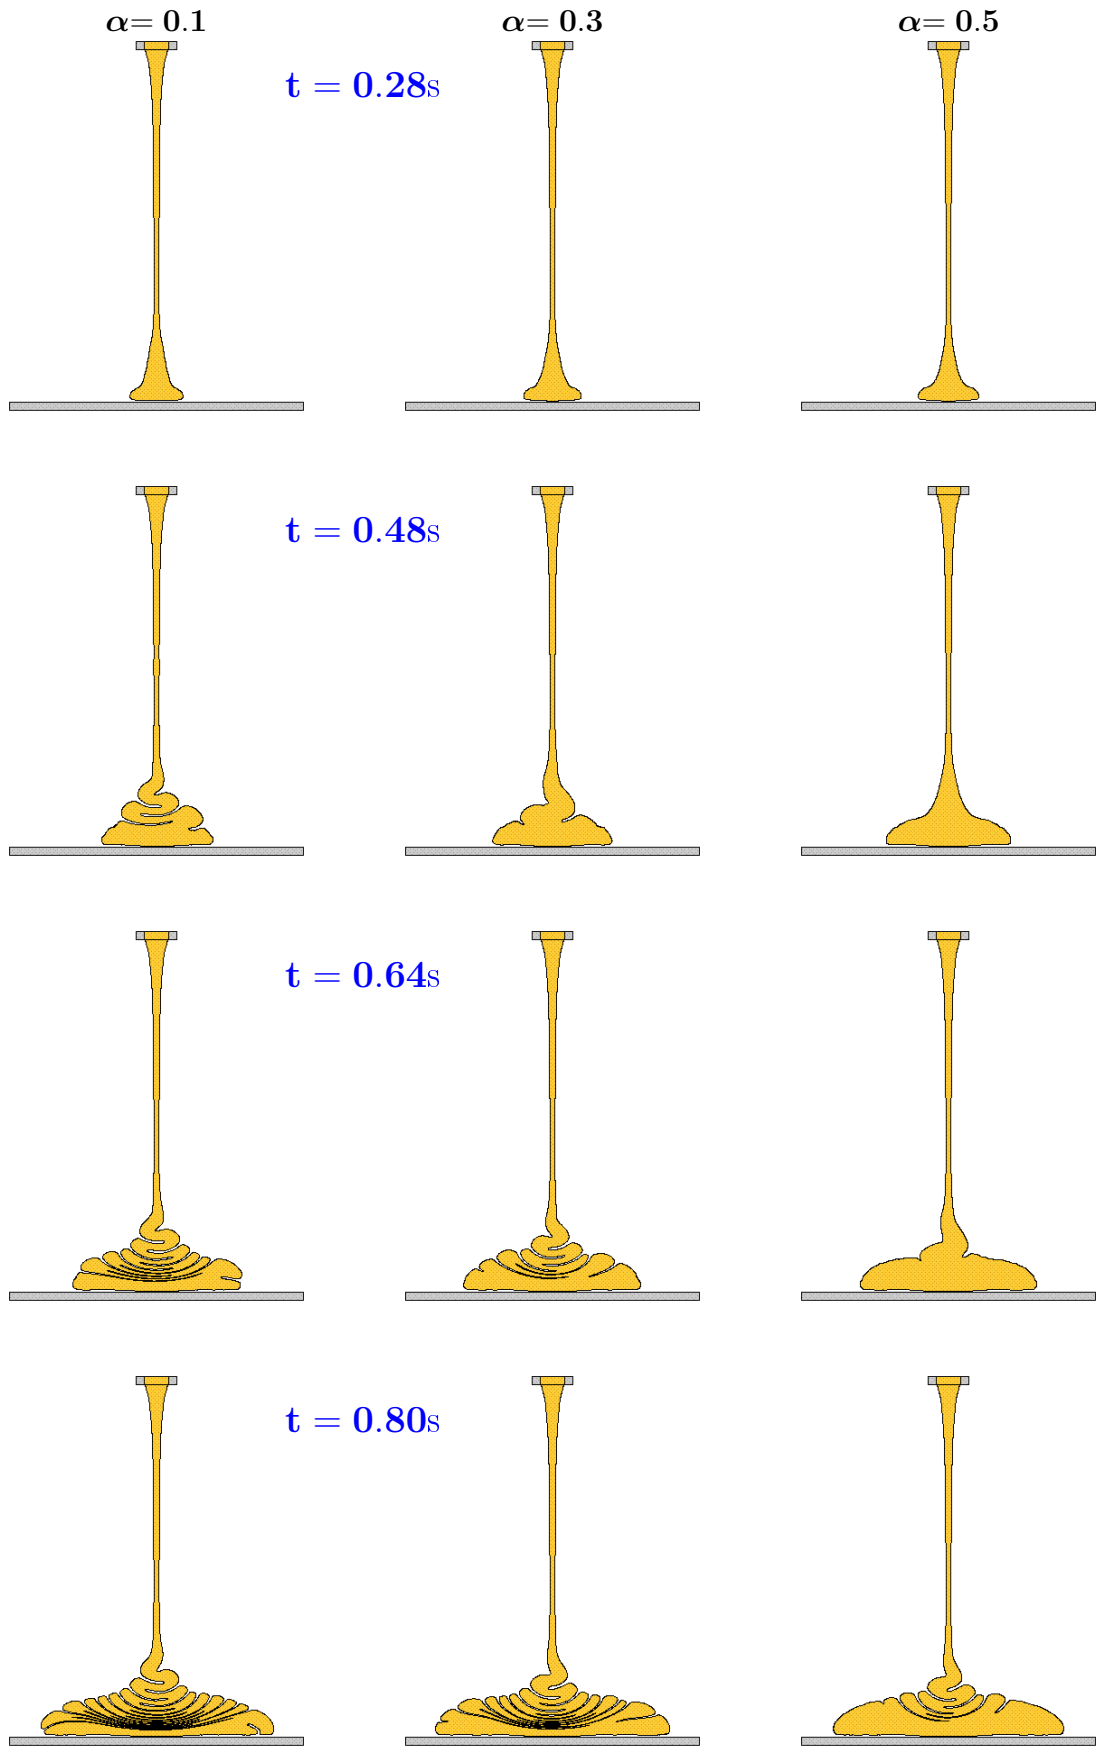 α= 0.1 α= 0.3 α= 0.5
t = 0.28s
t = 0.48s
t = 0.64s
t = 0.80s